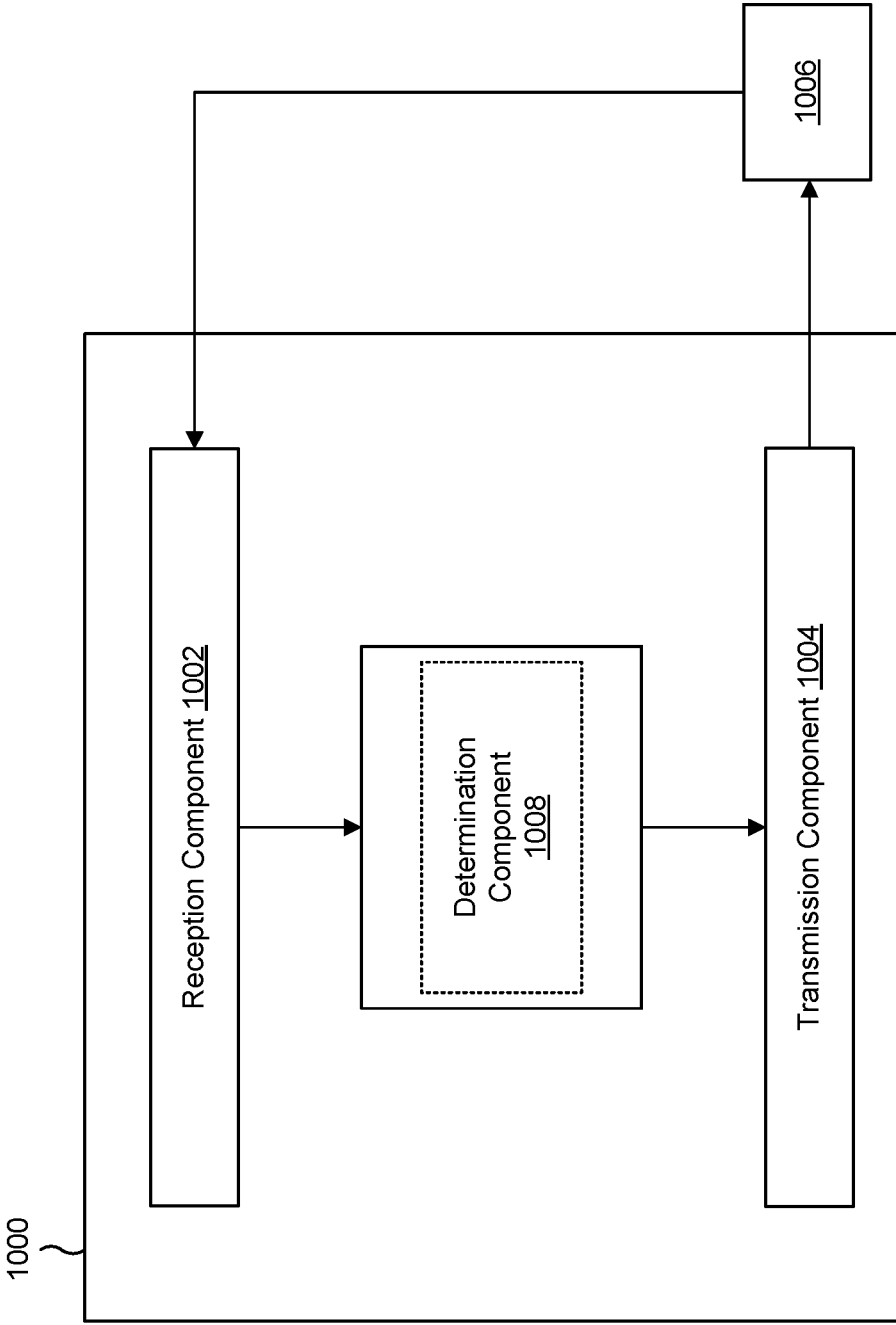 1000
Reception Component 1002
Determination
Component
1008
Transmission Component 1004
1006